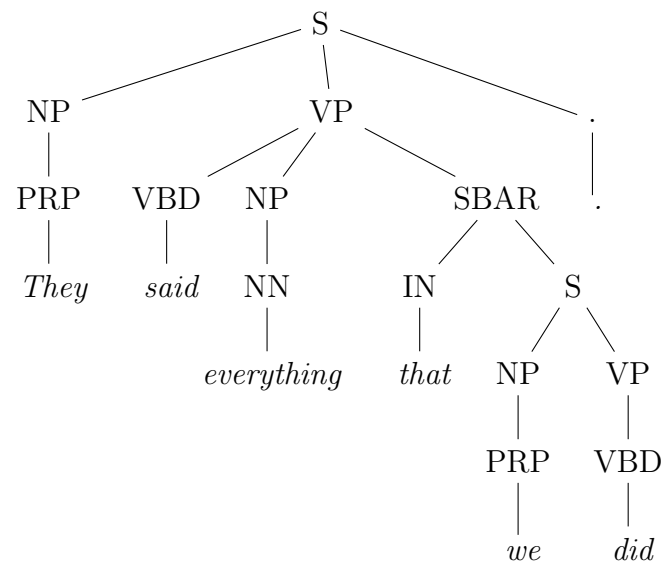 S
NP VP .
PRP VBD NP SBAR .
They said NN IN S
everything that NP VP
PRP VBD
we did